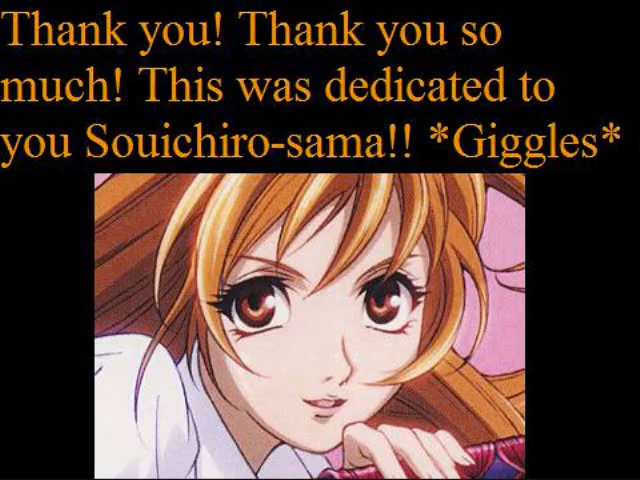 Thank you! Thank you so
much! This was dedicated to
you Souichiro-sama!! *Giggles*